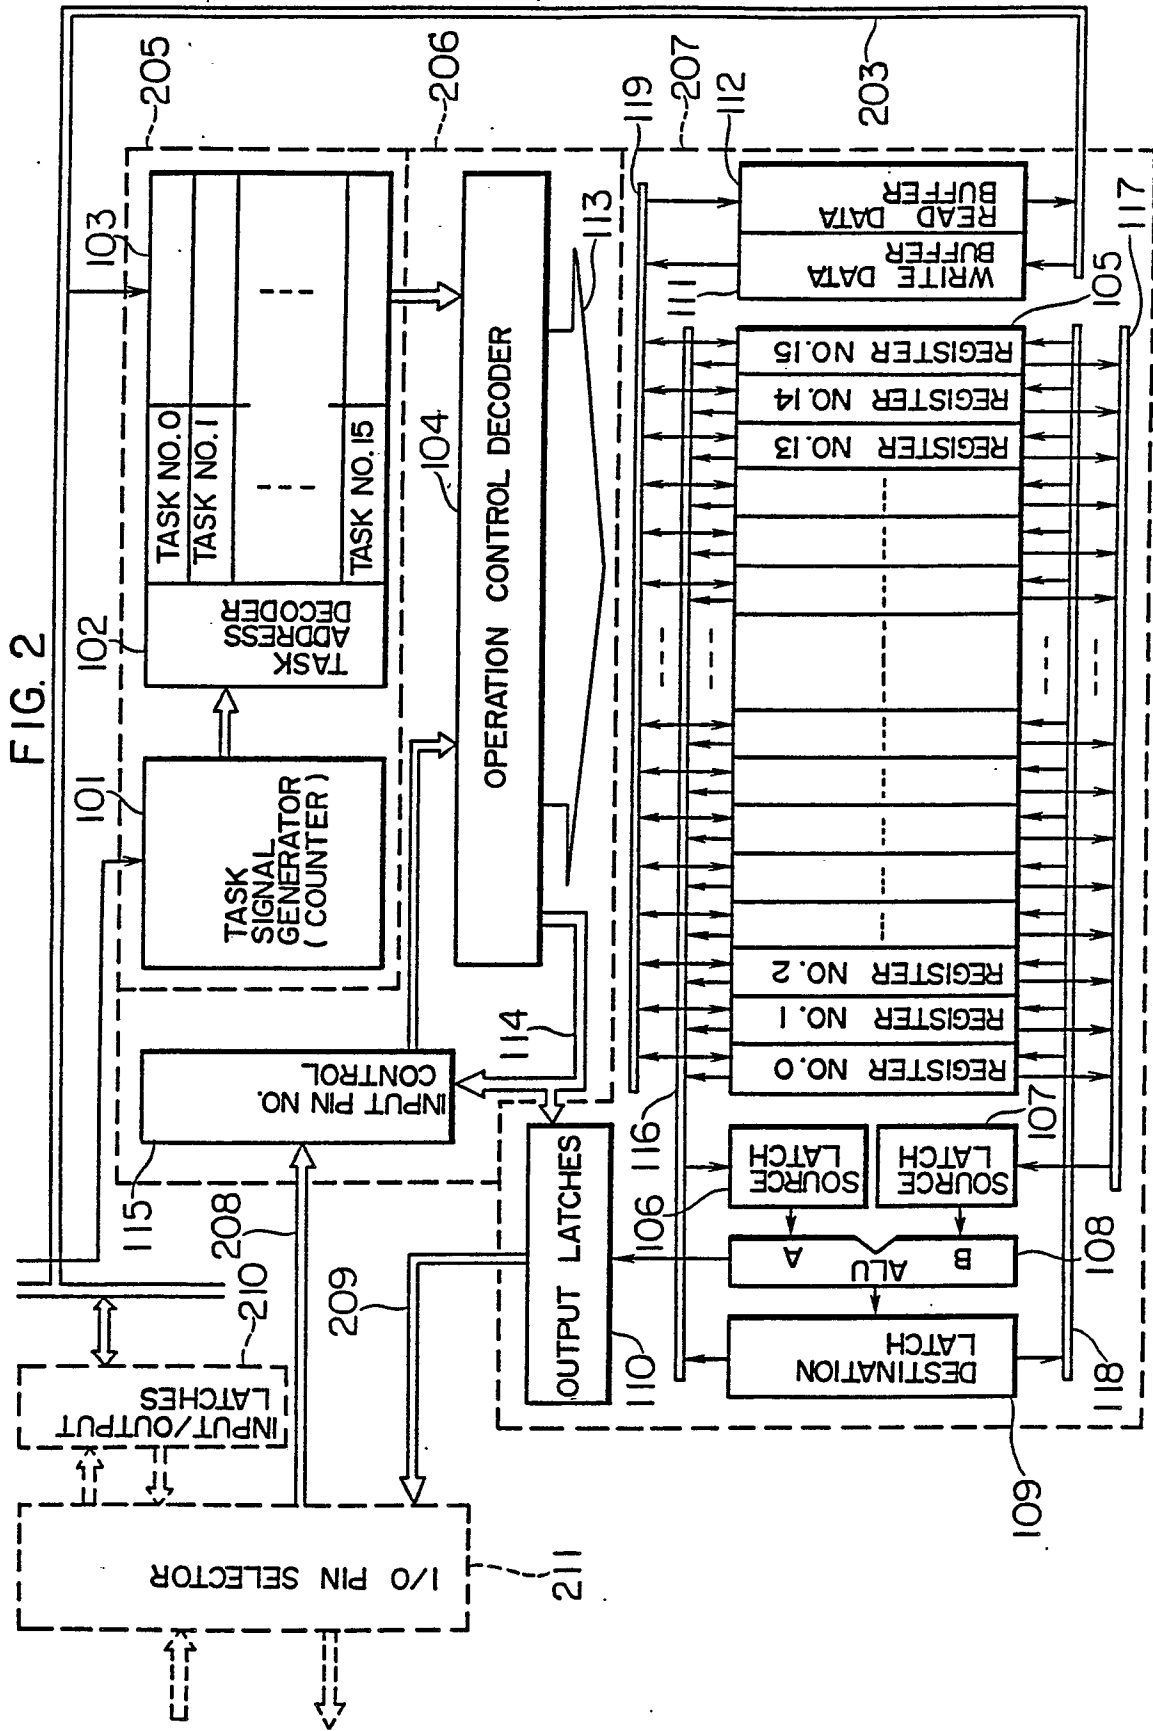 FIG. 2
205
206
207
119
112
203
117
103
101
102
TASK
SIGNAL
GENERATOR
(COUNTER)
TASK
ADDRESS
DECODER
TASK NO. 0
TASK NO. 1
TASK NO. 15
104
OPERATION CONTROL DECODER
113
114
115
INPUT PIN NO.
CONTROL
208
209
210
INPUT/OUTPUT
LATCHES
I/O PIN SELECTOR
211
OUTPUT LATCHES
110
116
106
107
SOURCE
LATCH
SOURCE
LATCH
A
ALU
B
108
DESTINATION
LATCH
109
118
REGISTER NO. 0
REGISTER NO. 1
REGISTER NO. 2
REGISTER NO. 13
REGISTER NO. 14
REGISTER NO. 15
105
111
WRITE DATA
BUFFER
READ DATA
BUFFER